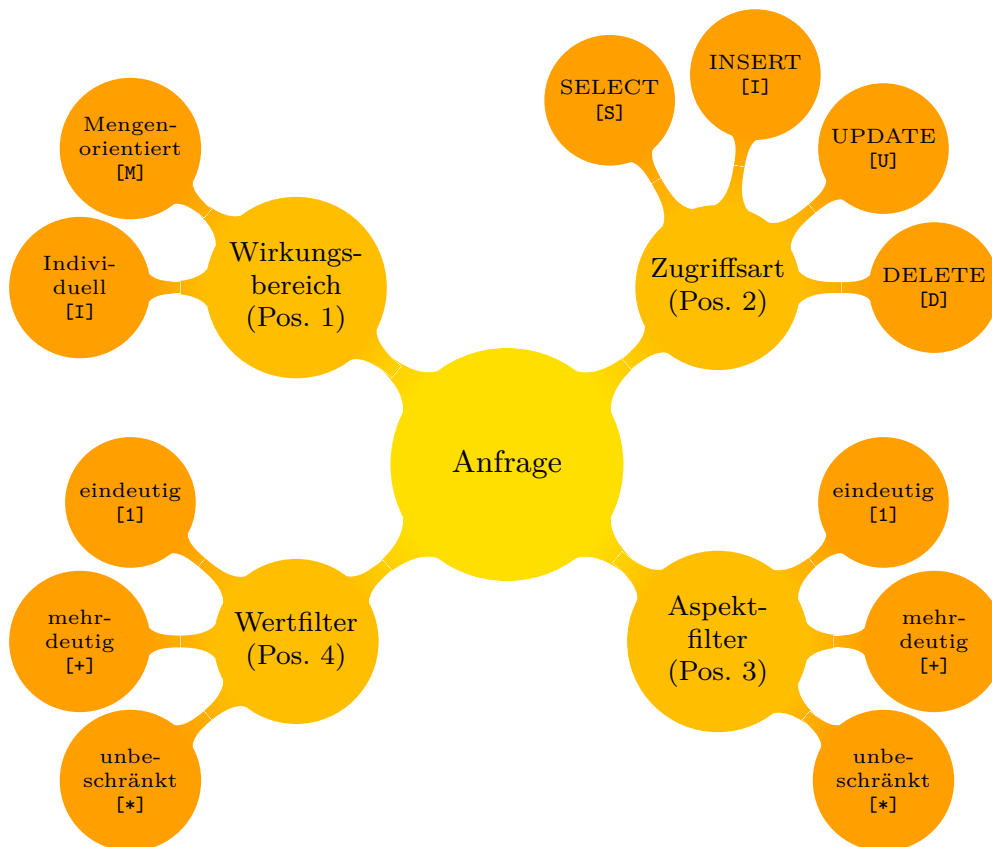 Anfrage
Wirkungs-
bereich
(Pos. 1)
Mengen-
orientiert
[M]
Indivi-
duell
[I]
Zugriffsart
(Pos. 2)
SELECT
[S]
INSERT
[I]
UPDATE
[U]
DELETE
[D]
Aspekt-
filter
(Pos. 3)
eindeutig
[1]
mehr-
deutig
[+]
unbe-
schränkt
[*]
Wertfilter
(Pos. 4)
eindeutig
[1]
mehr-
deutig
[+]
unbe-
schränkt
[*]